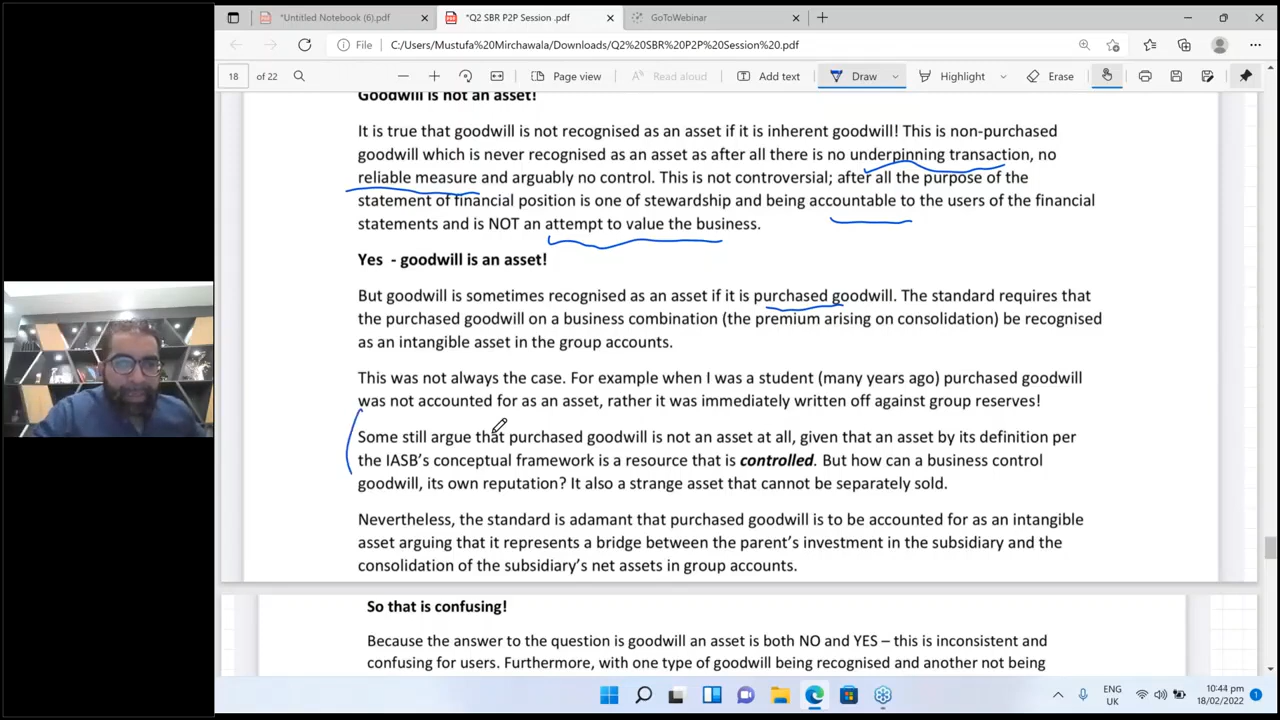 *Untitled Notebook (6).pdf
*Q2 SBR P2P Session .pdf
GoToWebinar
File
C:/Users/Mustufa%20Mirchawala/Downloads/Q2%20SBR%20P2P%20Session%20.pdf
18 of 22
Page view
Read aloud
Add text
Draw
Highlight
Erase
Goodwill is not an asset!
It is true that goodwill is not recognised as an asset if it is inherent goodwill! This is non-purchased
goodwill which is never recognised as an asset as after all there is no underpinning transaction, no
reliable measure and arguably no control. This is not controversial; after all the purpose of the
statement of financial position is one of stewardship and being accountable to the users of the financial
statements and is NOT an attempt to value the business.
Yes - goodwill is an asset!
But goodwill is sometimes recognised as an asset if it is purchased goodwill. The standard requires that
the purchased goodwill on a business combination (the premium arising on consolidation) be recognised
as an intangible asset in the group accounts.
This was not always the case. For example when I was a student (many years ago) purchased goodwill
was not accounted for as an asset, rather it was immediately written off against group reserves!
Some still argue that purchased goodwill is not an asset at all, given that an asset by its definition per
the IASB's conceptual framework is a resource that is controlled. But how can a business control
goodwill, its own reputation? It also a strange asset that cannot be separately sold.
Nevertheless, the standard is adamant that purchased goodwill is to be accounted for as an intangible
asset arguing that it represents a bridge between the parent's investment in the subsidiary and the
consolidation of the subsidiary's net assets in group accounts.
So that is confusing!
Because the answer to the question is goodwill an asset is both NO and YES – this is inconsistent and
confusing for users. Furthermore, with one type of goodwill being recognised and another not being
ENG
UK
10:44 pm
18/02/2022
1